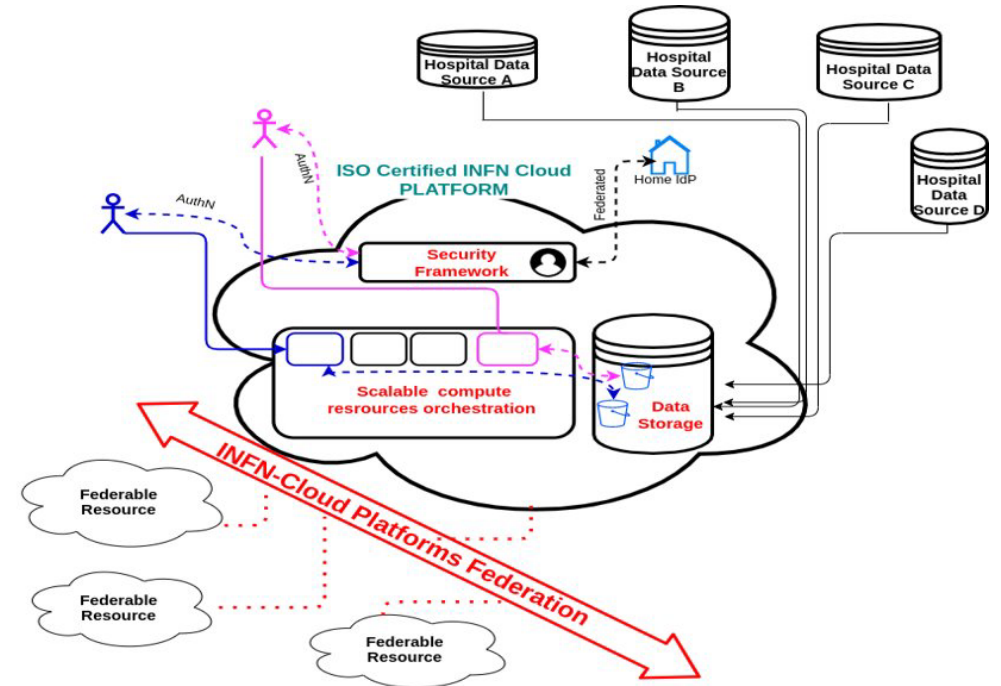 Hospital Data
Source A
Hospital
Data Source
B
Hospital Data
Source C
Hospital
Data
Source D
AuthN
AuthN
ISO Certified INFN Cloud
PLATFORM
Federated
Home IdP
Security
Framework
Scalable compute
resrources orchestration
Data
Storage
INFN-Cloud Platforms Federation
Federable
Resource
Federable
Resource
Federable
Resource